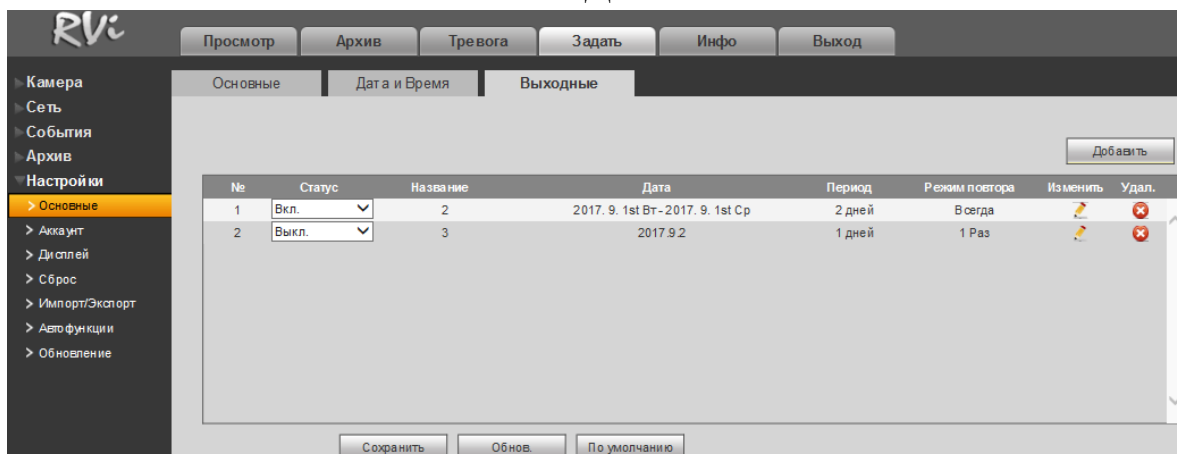 RVi
Просмотр Архив Тревога Задать Инфо Выход
Камера
Сеть
События
Архив
Настройки
> Основные
> Аккаунт
> Дисплей
> Сброс
> Импорт/Экспорт
> Автофункции
> Обновление
Основные Дата и Время Выходные
Добавить
№ Статус Название Дата Период Режим повтора Изменить Удал.
1 Вкл. 2 2017. 9. 1st Вт-2017. 9. 1st Ср 2 дней Всегда
2 Выкл. 3 2017.9.2 1 дней 1 Раз
Сохранить Обнов. По умолчанию